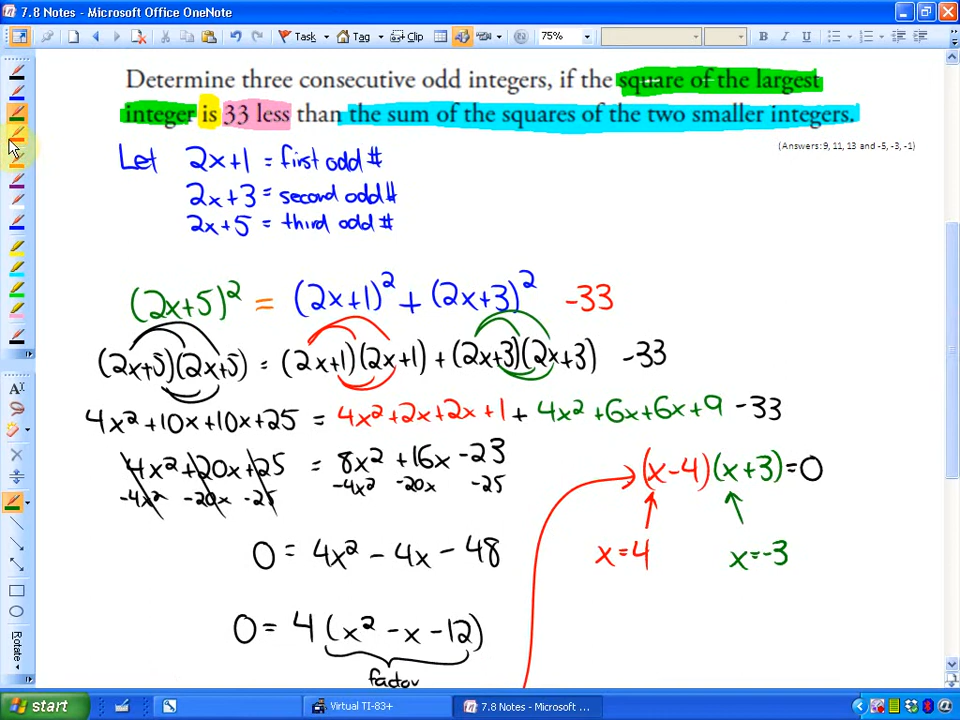 7.8 Notes - Microsoft Office OneNote
Task Tag Clip 75% B I U
Determine three consecutive odd integers, if the square of the largest
integer is 33 less than the sum of the squares of the two smaller integers.
(Answers: 9, 11, 13 and -5, -3, -1)
Let 2x+1 = first odd #
2x+3 = second odd #
2x+5 = third odd #
(2x+5)² = (2x+1)² + (2x+3)² -33
(2x+5)(2x+5) = (2x+1)(2x+1) + (2x+3)(2x+3) -33
4x² +10x +10x +25 = 4x² +2x +2x +1 + 4x² +6x +6x +9 -33
4x² +20x +25 = 8x² +16x -23
-4x² -20x -25 -4x² -20x -25
(x-4)(x+3)=0
x=4 x=-3
0 = 4x² - 4x - 48
0 = 4(x² - x - 12)
factor
A
Rotate
start Virtual TI-83+ 7.8 Notes - Microsoft ...